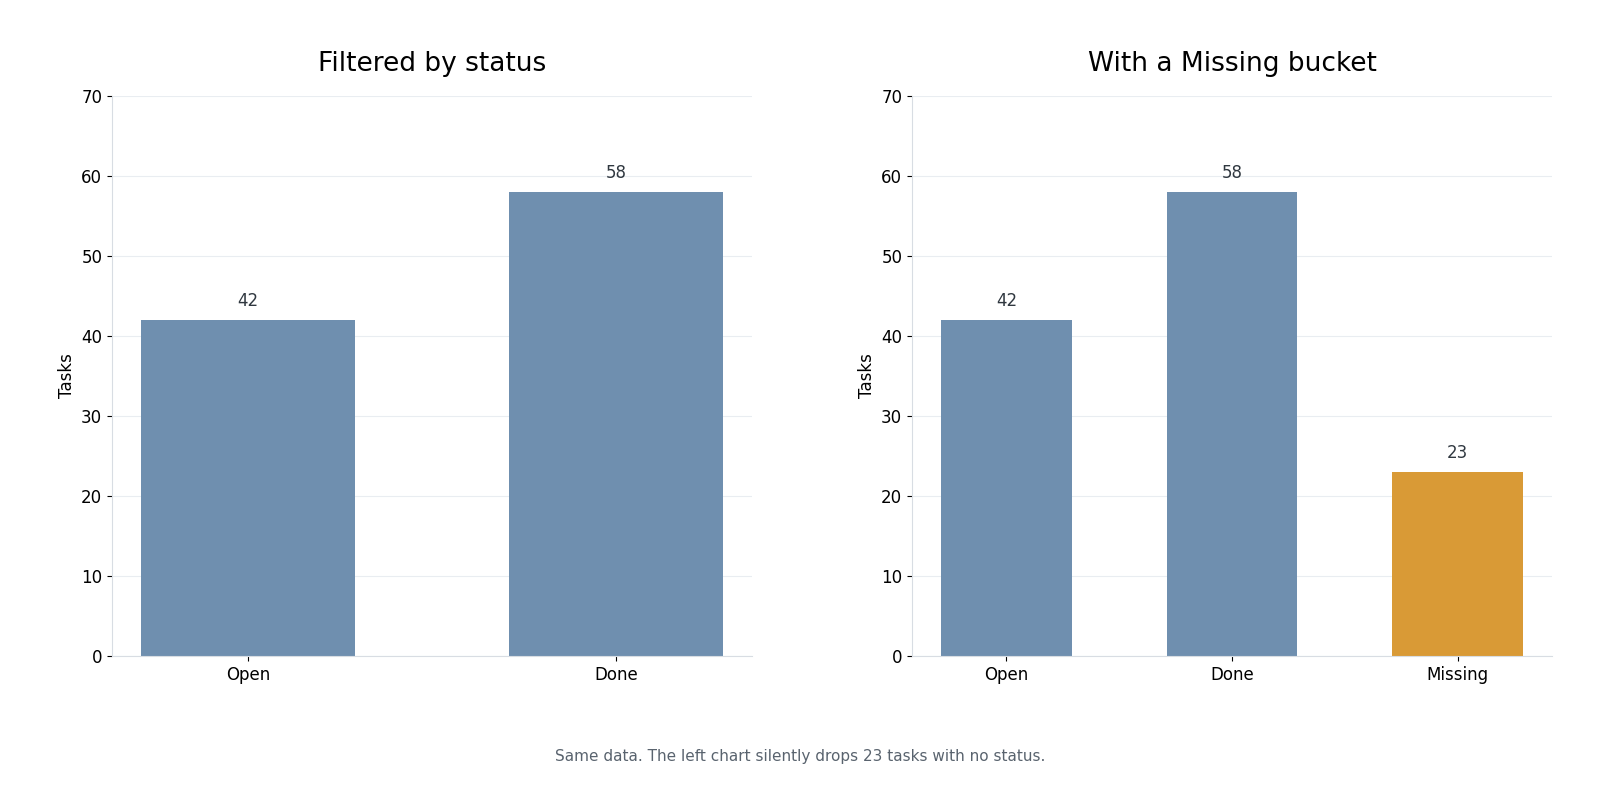 Filtered by status
70
60
50
40
30
20
10
0
Tasks
42
58
Open
Done
With a Missing bucket
70
60
50
40
30
20
10
0
Tasks
42
58
23
Open
Done
Missing
Same data. The left chart silently drops 23 tasks with no status.